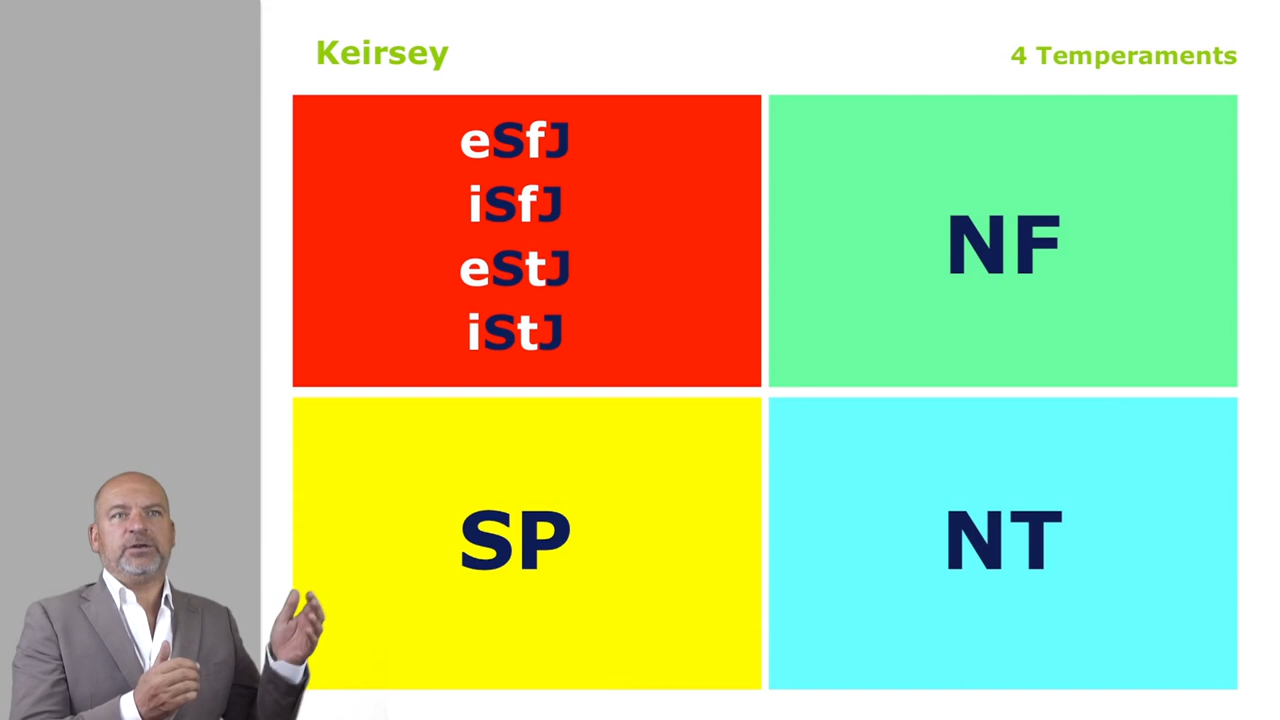 Keirsey
4 Temperaments
eSfJ
iSfJ
eStJ
iStJ
NF
SP
NT